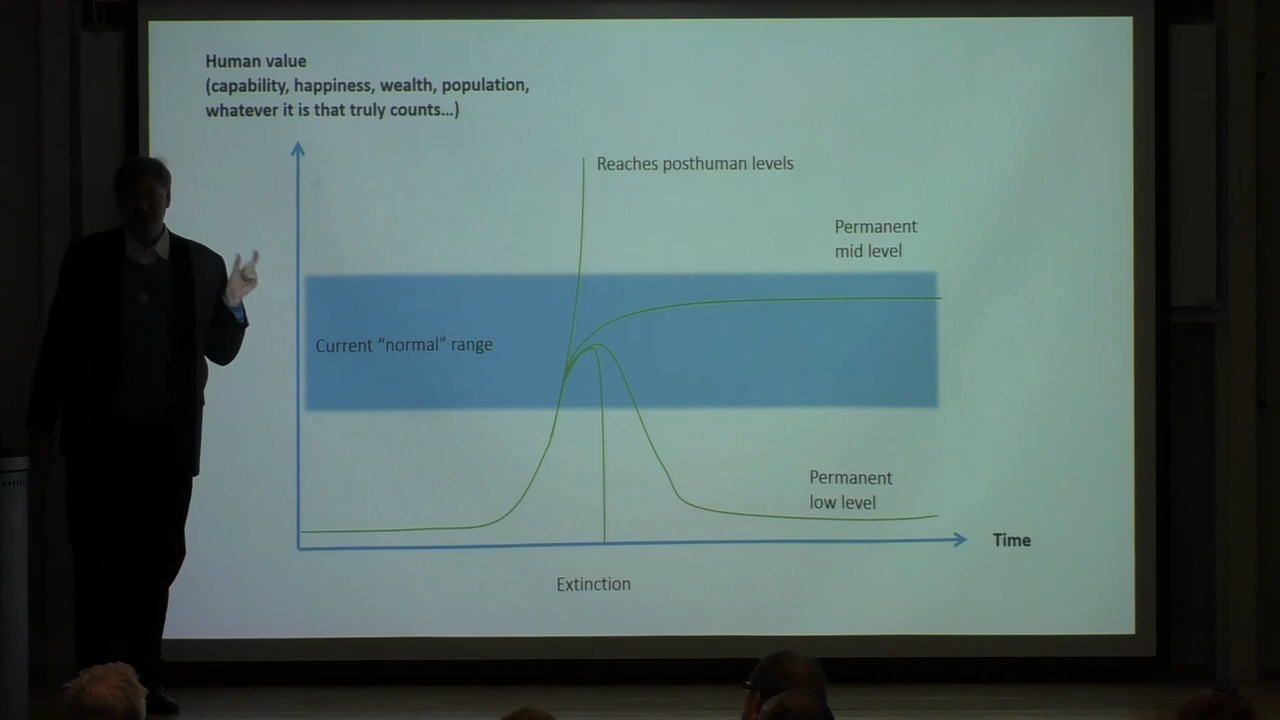 Human value
(capability, happiness, wealth, population,
whatever it is that truly counts...)
Reaches posthuman levels
Permanent
mid level
Current “normal” range
Permanent
low level
Time
Extinction